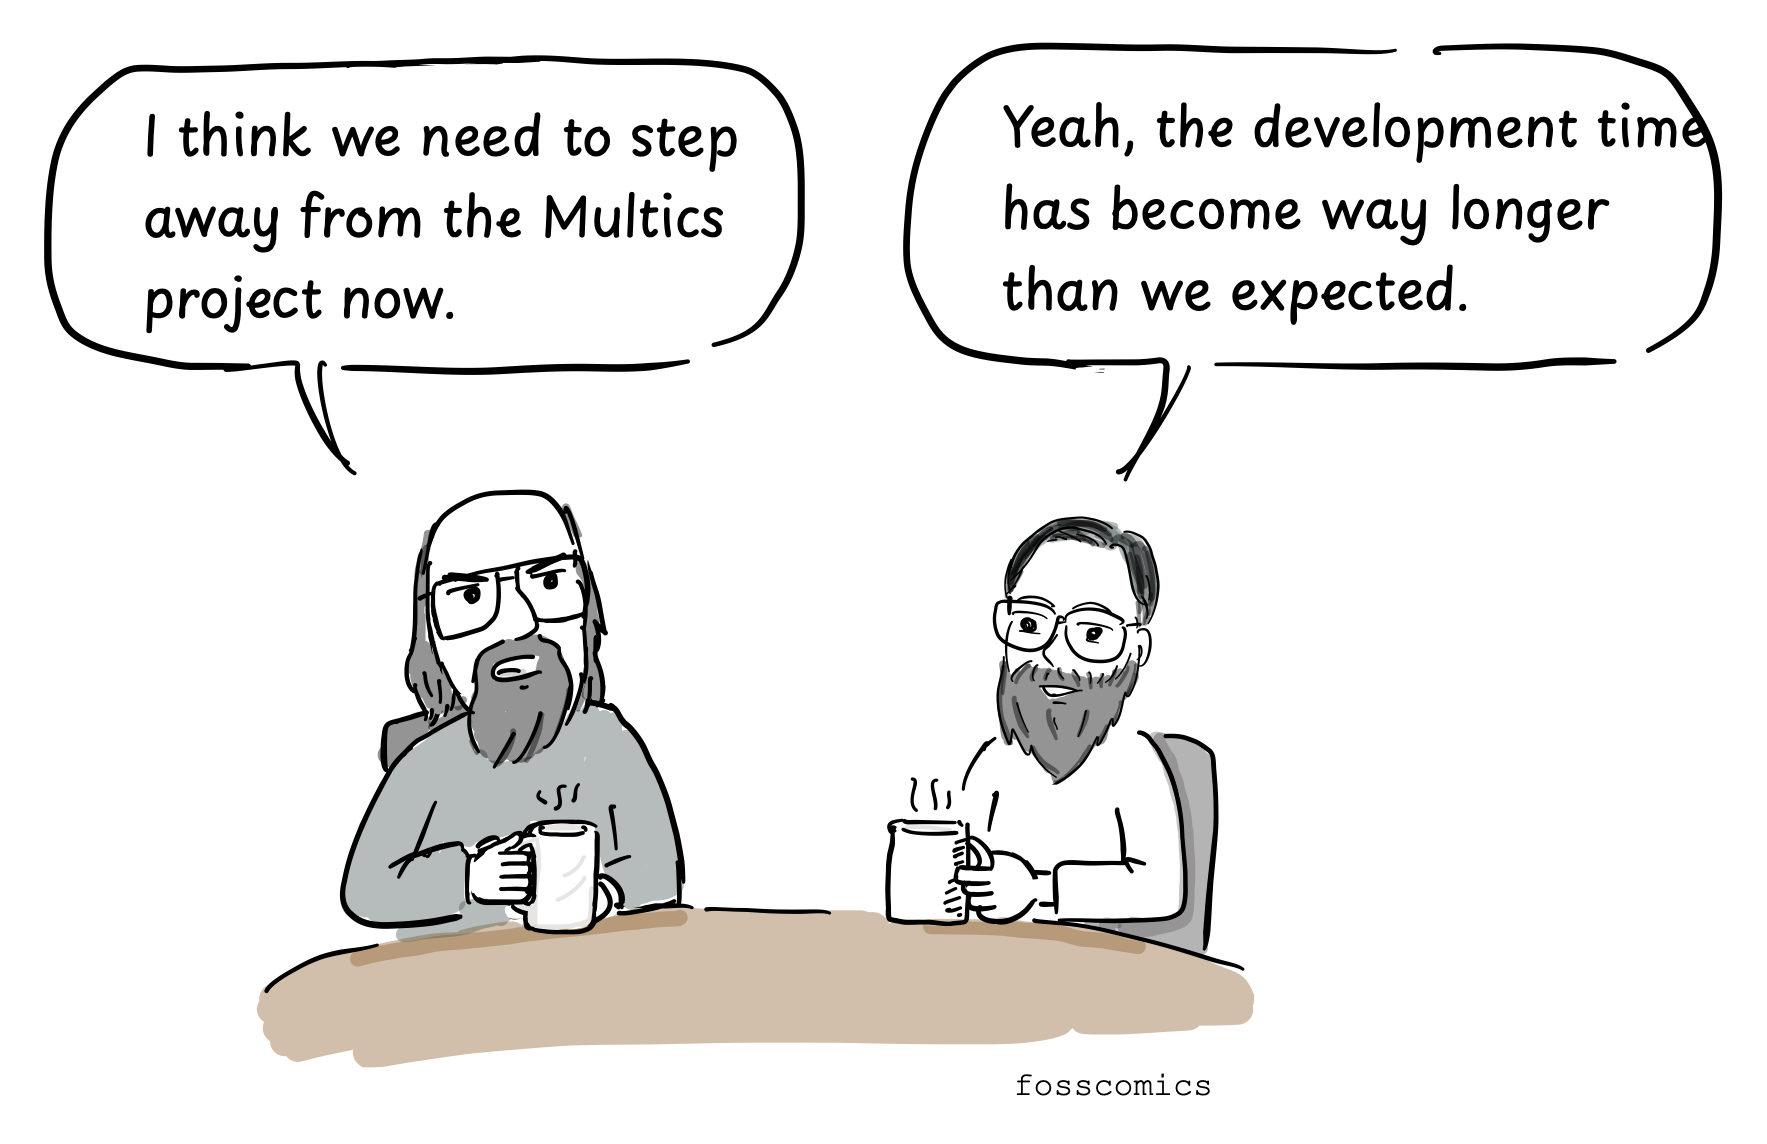 I think we need to step
away from the Multics
project now.
Yeah, the development time
has become way longer
than we expected.
fosscomics